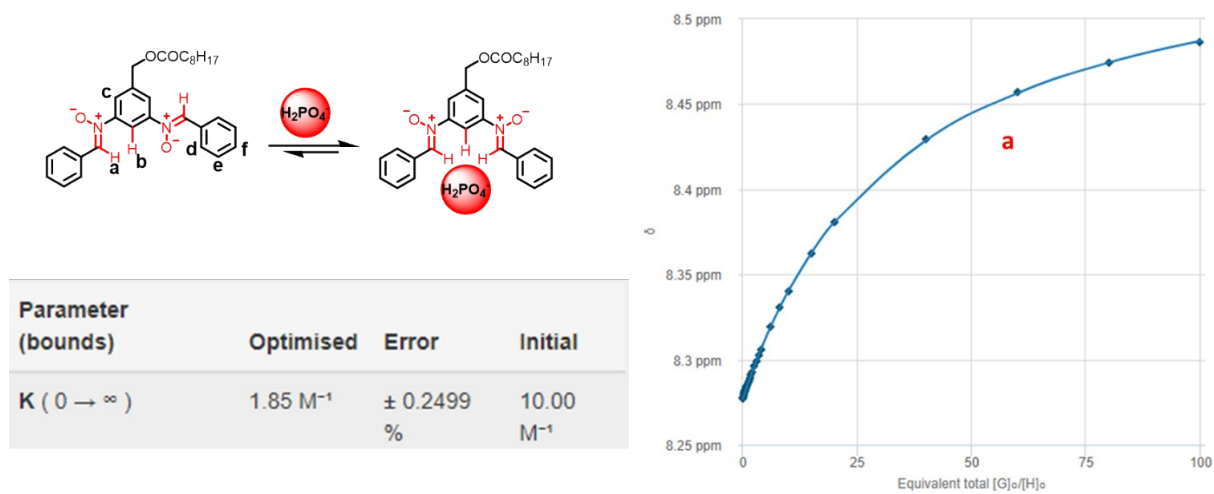 OCOC₈H₁₇
OCOC₈H₁₇
c
c
H
H
⁻O
N⁺
N⁺
O⁻
H
H
a
b
d
e
f
H₂PO₄⁻
⁻O
N⁺
N⁺
O⁻
H
H
H
H₂PO₄⁻
Parameter
(bounds) Optimised Error Initial
K ( 0 → ∞ ) 1.85 M⁻¹ ± 0.2499 10.00
% M⁻¹
8.5 ppm
8.45 ppm
a
8.4 ppm
δ
8.35 ppm
8.3 ppm
8.25 ppm
0 25 50 75 100
Equivalent total [G]₀/[H]₀